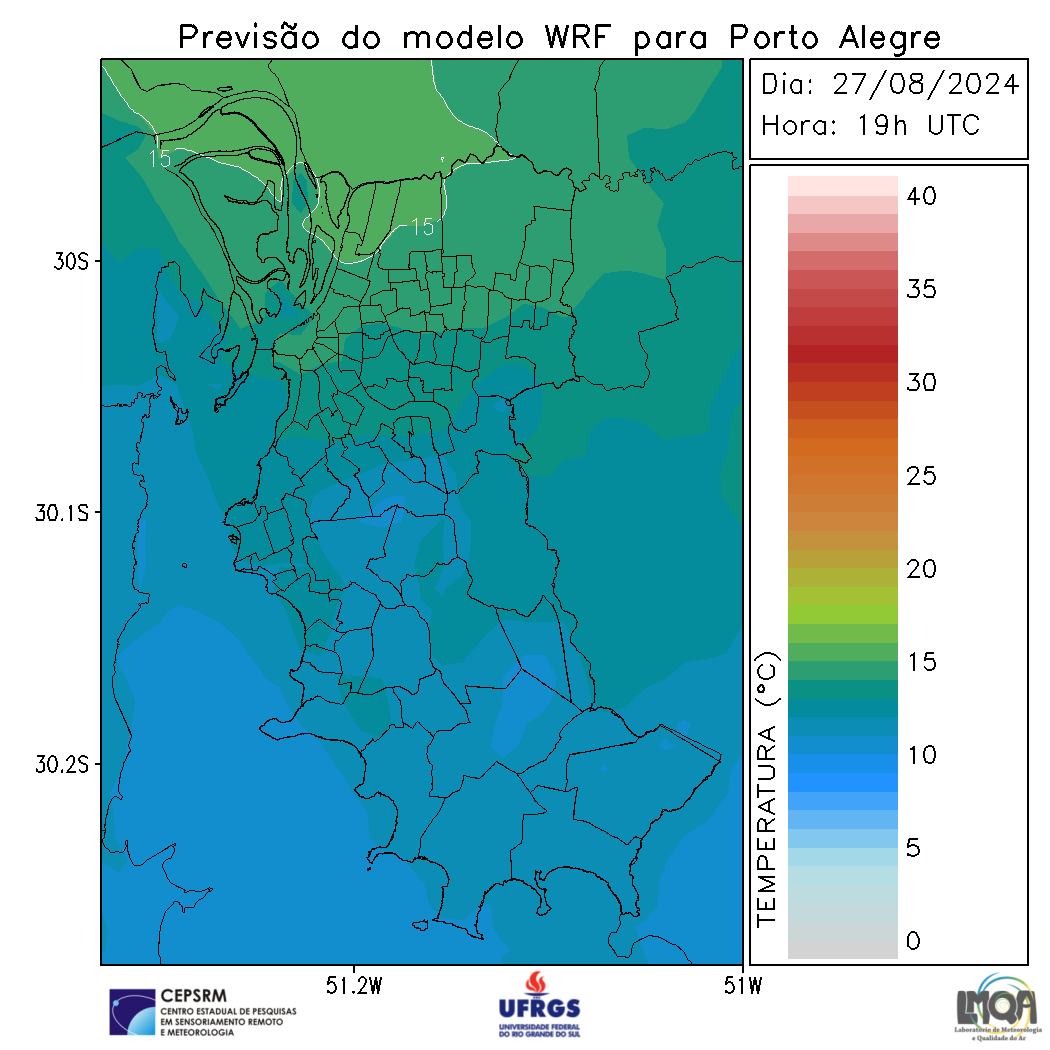 Previsão do modelo WRF para Porto Alegre
Dia: 27/08/2024
Hora: 19h UTC
15
15
30S
30.1S
30.2S
51.2W
51W
TEMPERATURA (°C)
40
35
30
25
20
15
10
5
0
CEPSRM
CENTRO ESTADUAL DE PESQUISAS
EM SENSORIAMENTO REMOTO
E METEOROLOGIA
UFRGS
UNIVERSIDADE FEDERAL
DO RIO GRANDE DO SUL
LMQA
Laboratório de Meteorologia
e Qualidade do Ar